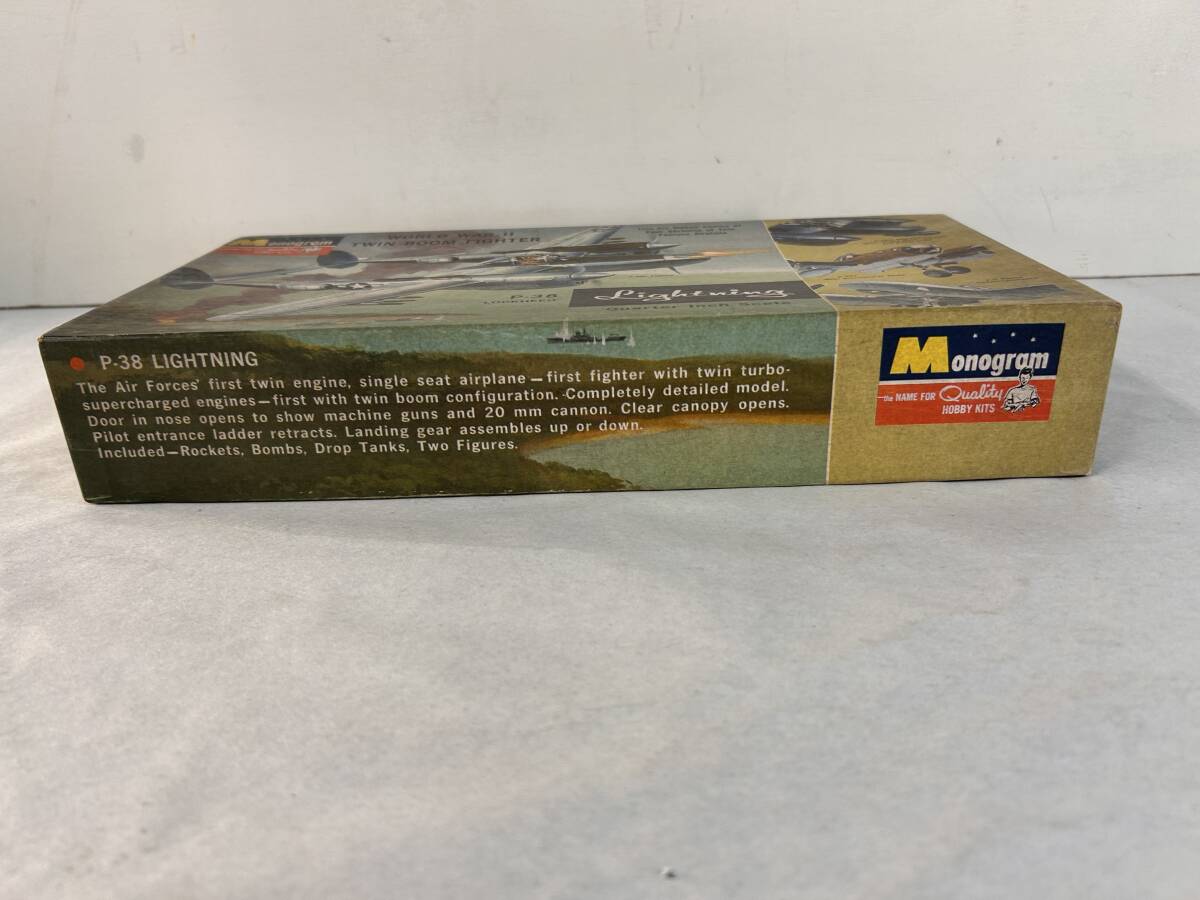 Monogram
WORLD WAR II
TWIN-BOOM FIGHTER
P-38
LOCKHEED
Lightning
Quarter Inch Scale
P-38 LIGHTNING
The Air Forces' first twin engine, single seat airplane—first fighter with twin turbo-
supercharged engines—first with twin boom configuration. Completely detailed model.
Door in nose opens to show machine guns and 20 mm cannon. Clear canopy opens.
Pilot entrance ladder retracts. Landing gear assembles up or down.
Included—Rockets, Bombs, Drop Tanks, Two Figures.
Monogram
the NAME FOR Quality
HOBBY KITS